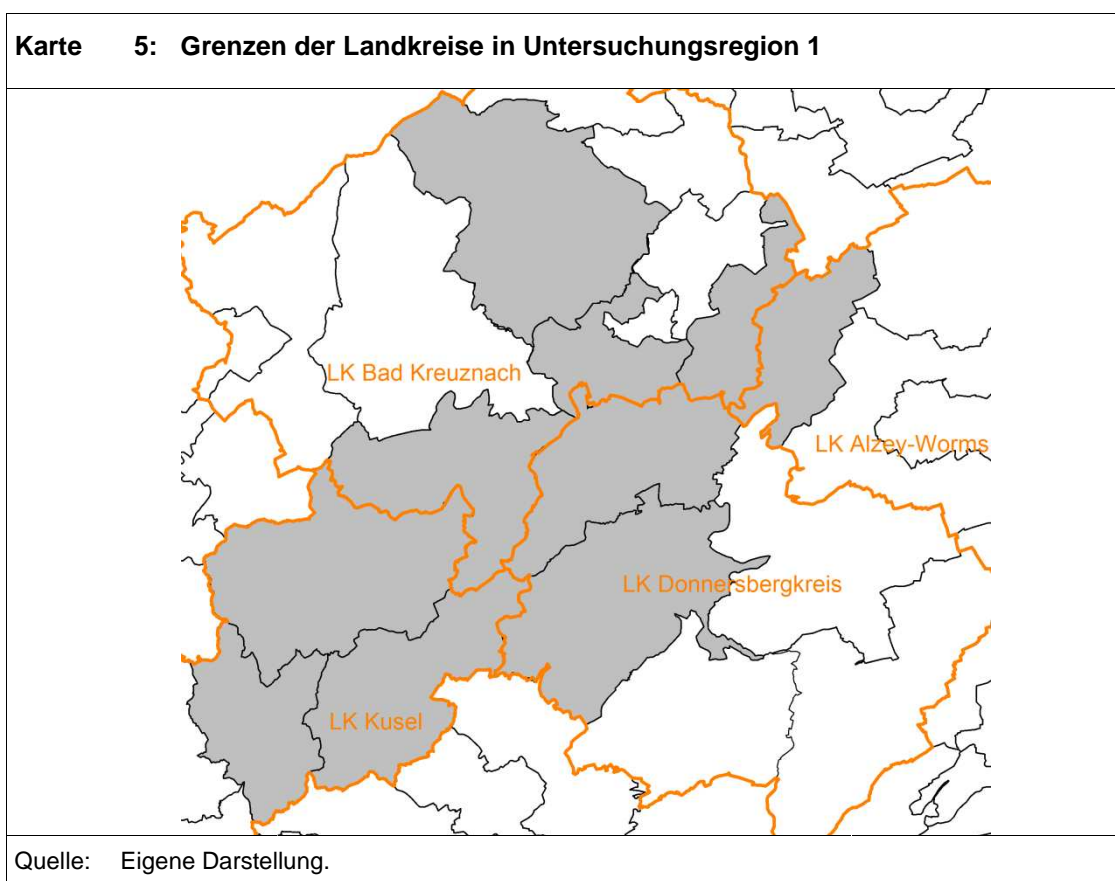 Karte 5: Grenzen der Landkreise in Untersuchungsregion 1
LK Bad Kreuznach
LK Alzey-Worms
LK Donnersbergkreis
LK Kusel
Quelle: Eigene Darstellung.